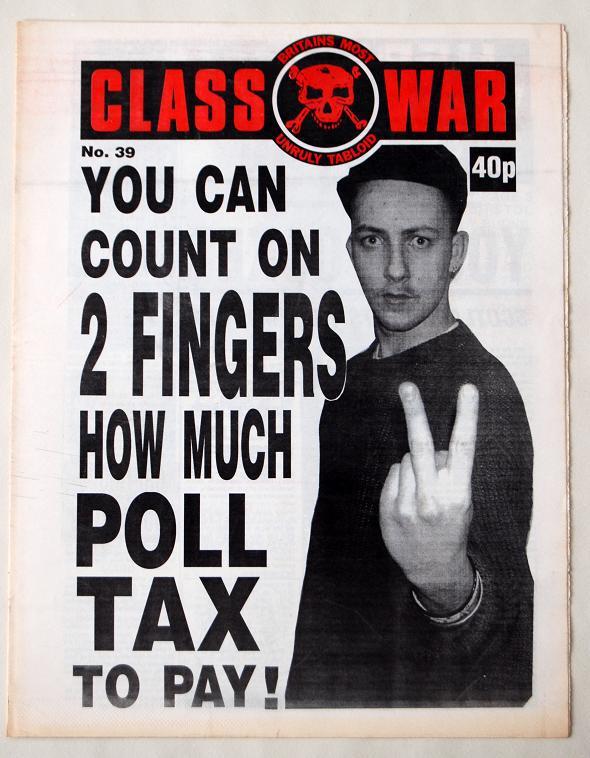 BRITAINS MOST
CLASS WAR
UNRULY TABLOID
No. 39
40p
YOU CAN
COUNT ON
2 FINGERS
HOW MUCH
POLL
TAX
TO PAY!